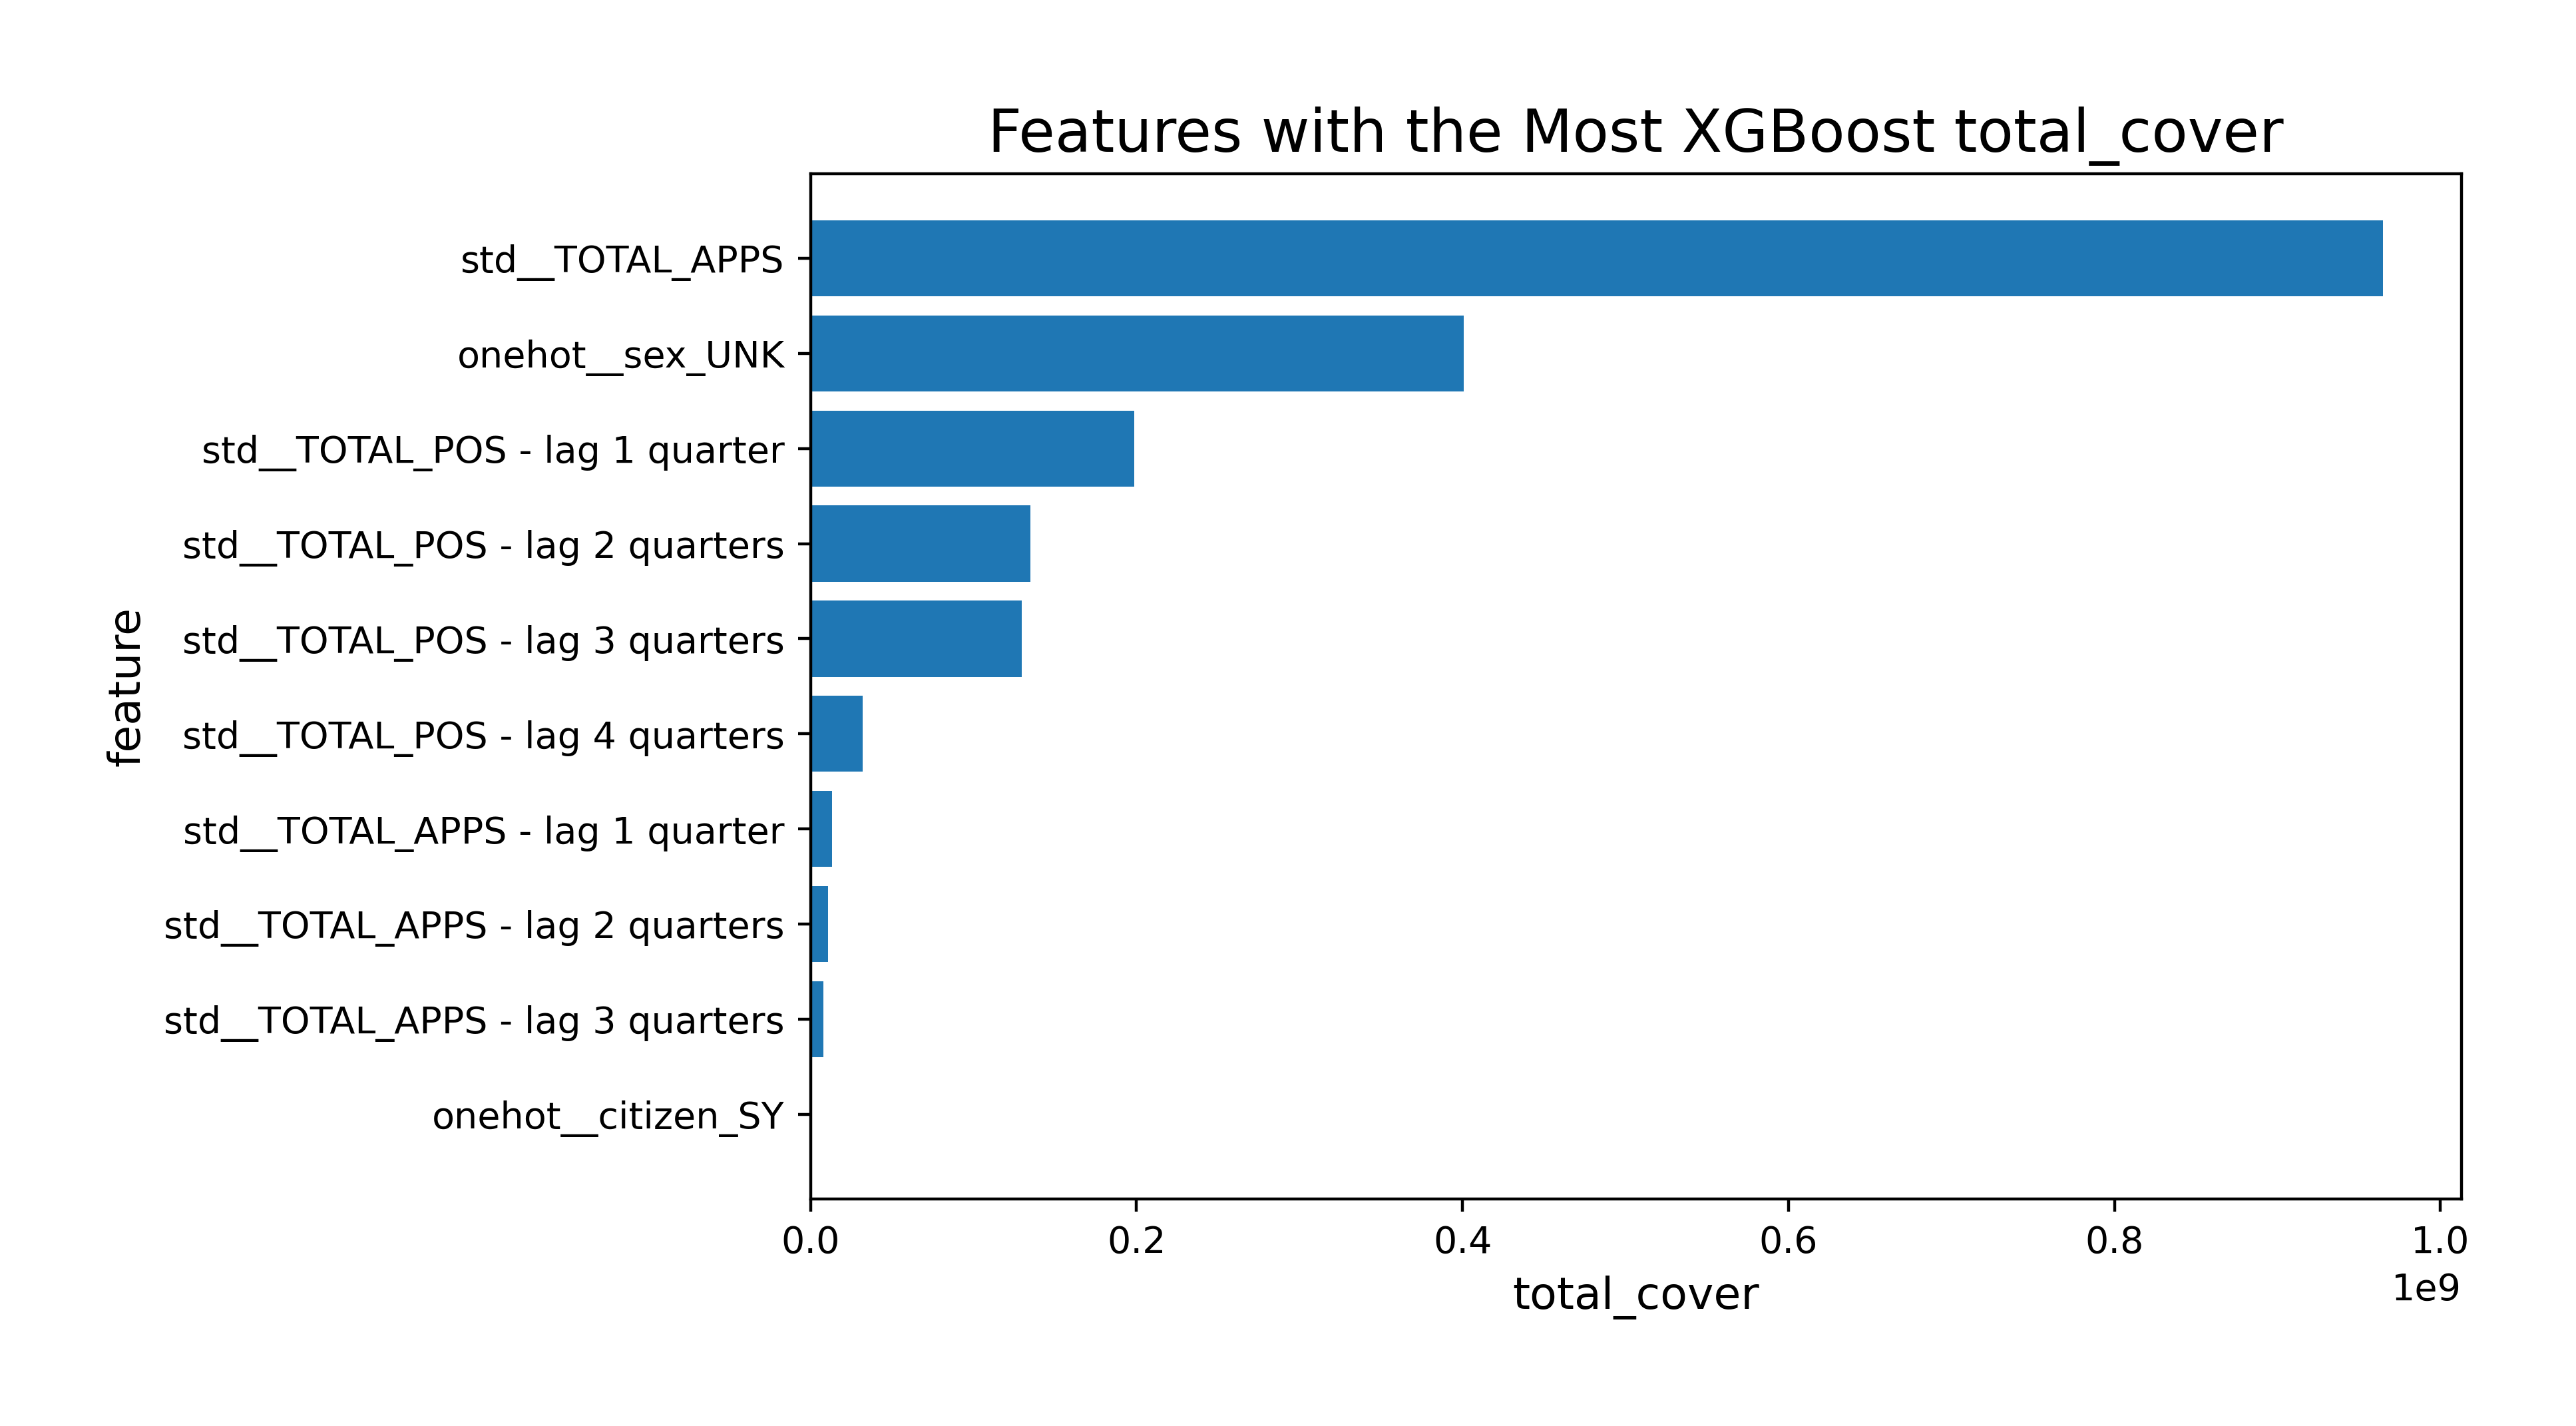 Features with the Most XGBoost total_cover
std__TOTAL_APPS
onehot__sex_UNK
std__TOTAL_POS - lag 1 quarter
std__TOTAL_POS - lag 2 quarters
std__TOTAL_POS - lag 3 quarters
std__TOTAL_POS - lag 4 quarters
std__TOTAL_APPS - lag 1 quarter
std__TOTAL_APPS - lag 2 quarters
std__TOTAL_APPS - lag 3 quarters
onehot__citizen_SY
feature
0.0 0.2 0.4 0.6 0.8 1.0
1e9
total_cover